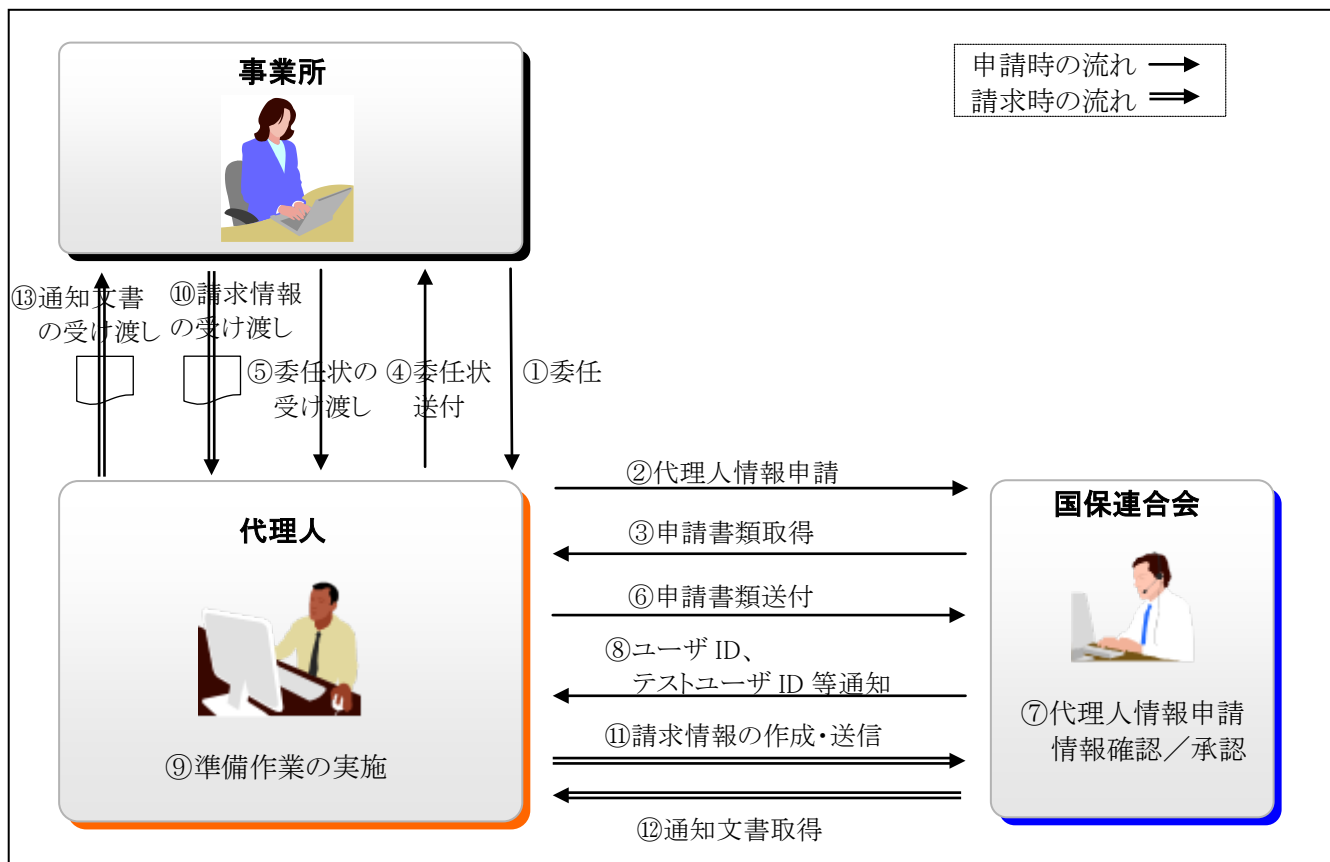 事業所
申請時の流れ
請求時の流れ
⑬通知文書
の受け渡し
⑩請求情報
の受け渡し
⑤委任状の
受け渡し
④委任状
送付
①委任
②代理人情報申請
③申請書類取得
⑥申請書類送付
⑧ユーザ ID、
テストユーザ ID 等通知
⑪請求情報の作成・送信
⑫通知文書取得
代理人
⑨準備作業の実施
国保連合会
⑦代理人情報申請
情報確認／承認